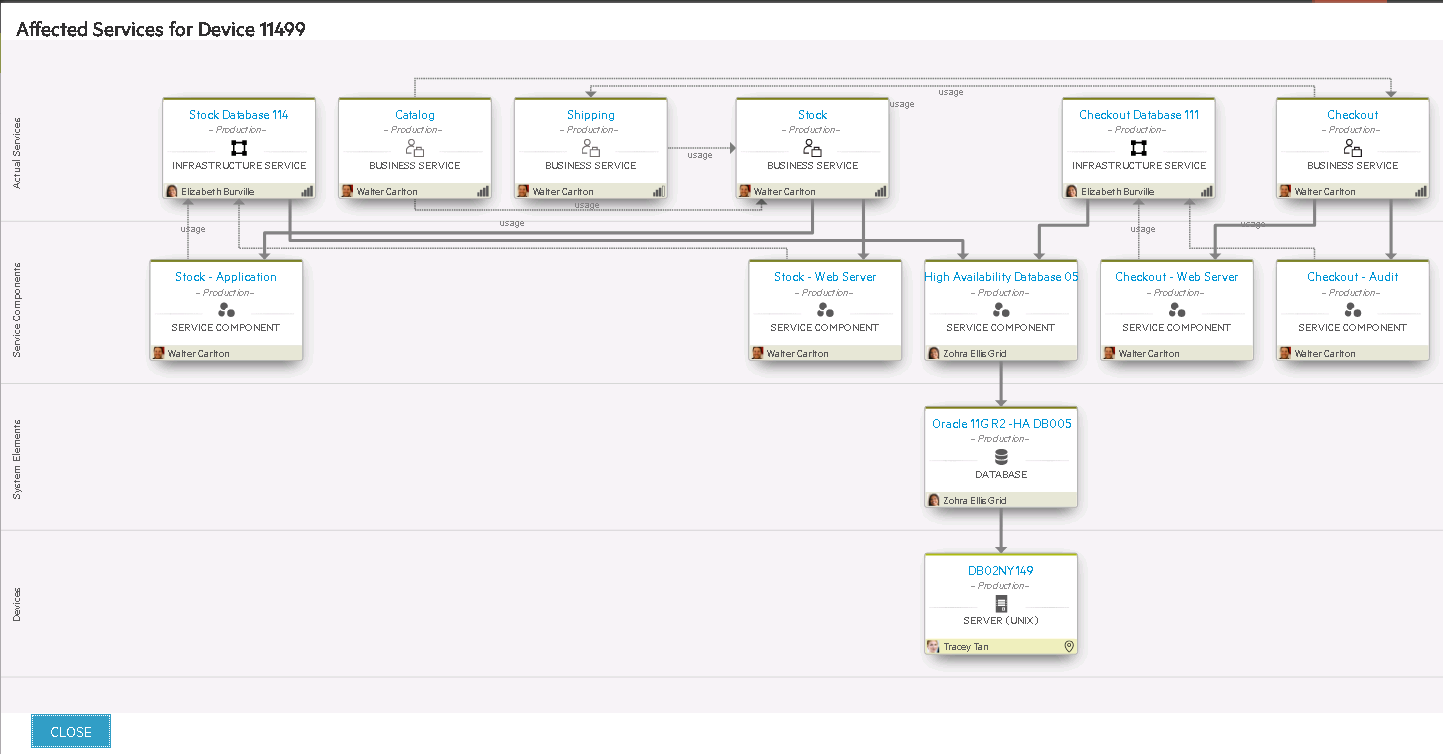 Affected Services for Device 11499
Actual Services
usage
usage
Stock Database 114
- Production-
INFRASTRUCTURE SERVICE
Elizabeth Burville
Catalog
- Production-
BUSINESS SERVICE
Walter Carlton
Shipping
- Production-
BUSINESS SERVICE
Walter Carlton
usage
Stock
- Production-
BUSINESS SERVICE
Walter Carlton
Checkout Database 111
- Production-
INFRASTRUCTURE SERVICE
Elizabeth Burville
Checkout
- Production-
BUSINESS SERVICE
Walter Carlton
usage
usage
usage
usage
usage
Service Components
Stock - Application
- Production-
SERVICE COMPONENT
Walter Carlton
Stock - Web Server
- Production-
SERVICE COMPONENT
Walter Carlton
High Availability Database 05
- Production-
SERVICE COMPONENT
Zohra Ellis Grid
Checkout - Web Server
- Production-
SERVICE COMPONENT
Walter Carlton
Checkout - Audit
- Production-
SERVICE COMPONENT
Walter Carlton
System Elements
Oracle 11G R2 -HA DB005
- Production-
DATABASE
Zohra Ellis Grid
Devices
DB02NY149
- Production-
SERVER (UNIX)
Tracey Tan
CLOSE